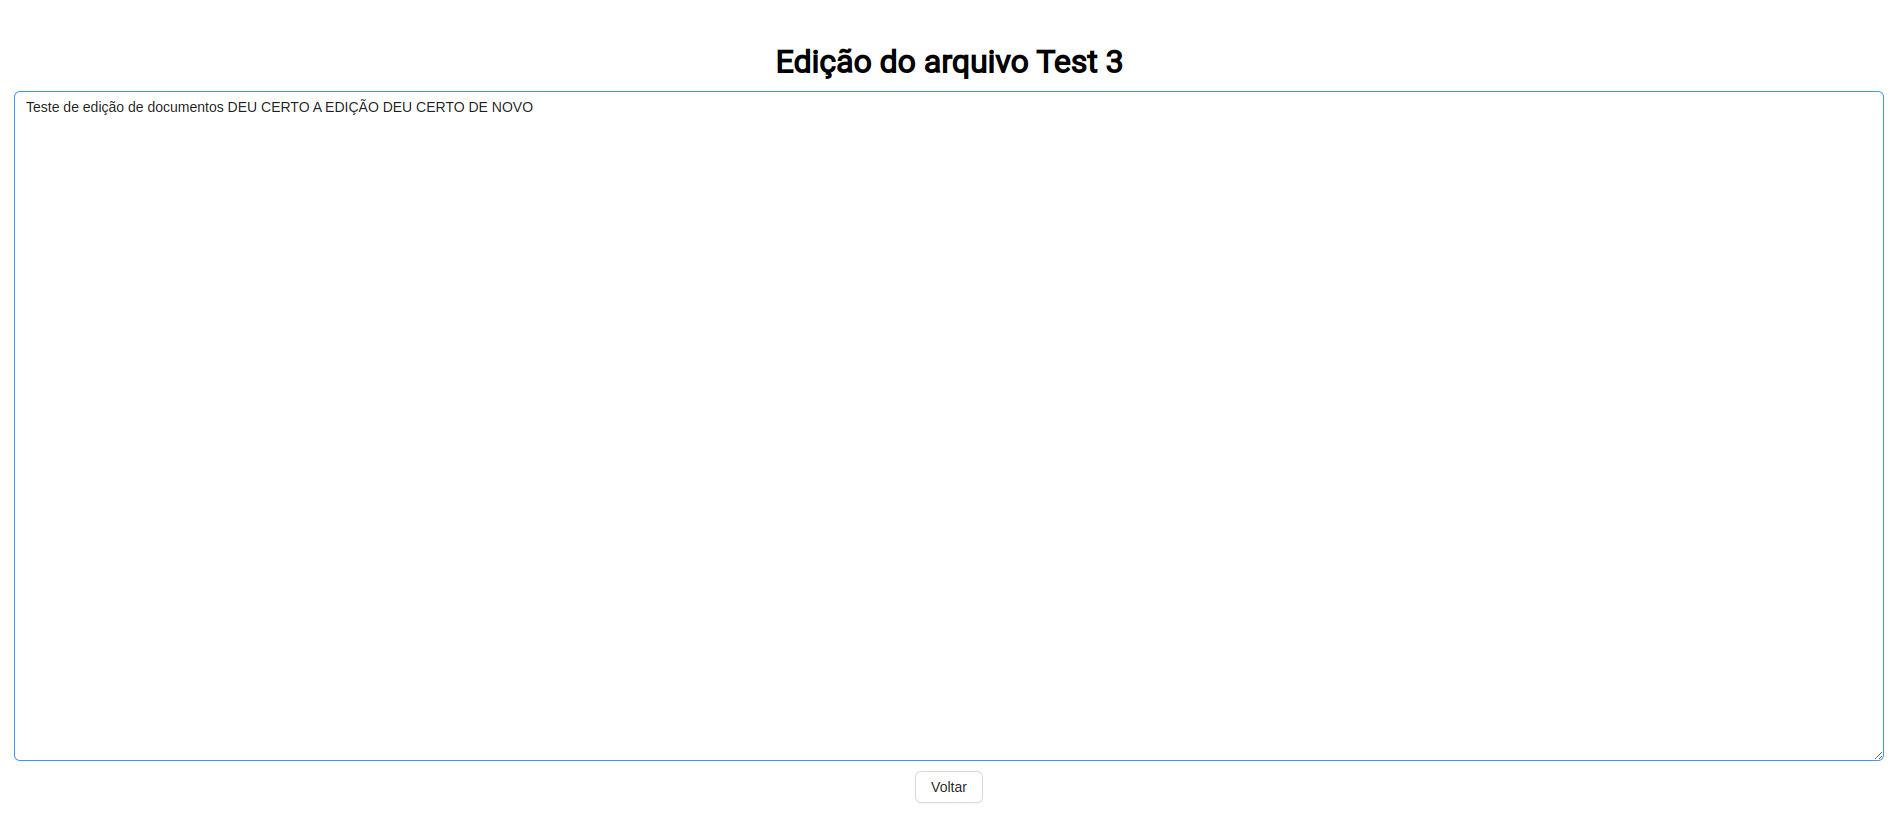 Edição do arquivo Test 3
Teste de edição de documentos DEU CERTO A EDIÇÃO DEU CERTO DE NOVO
Voltar